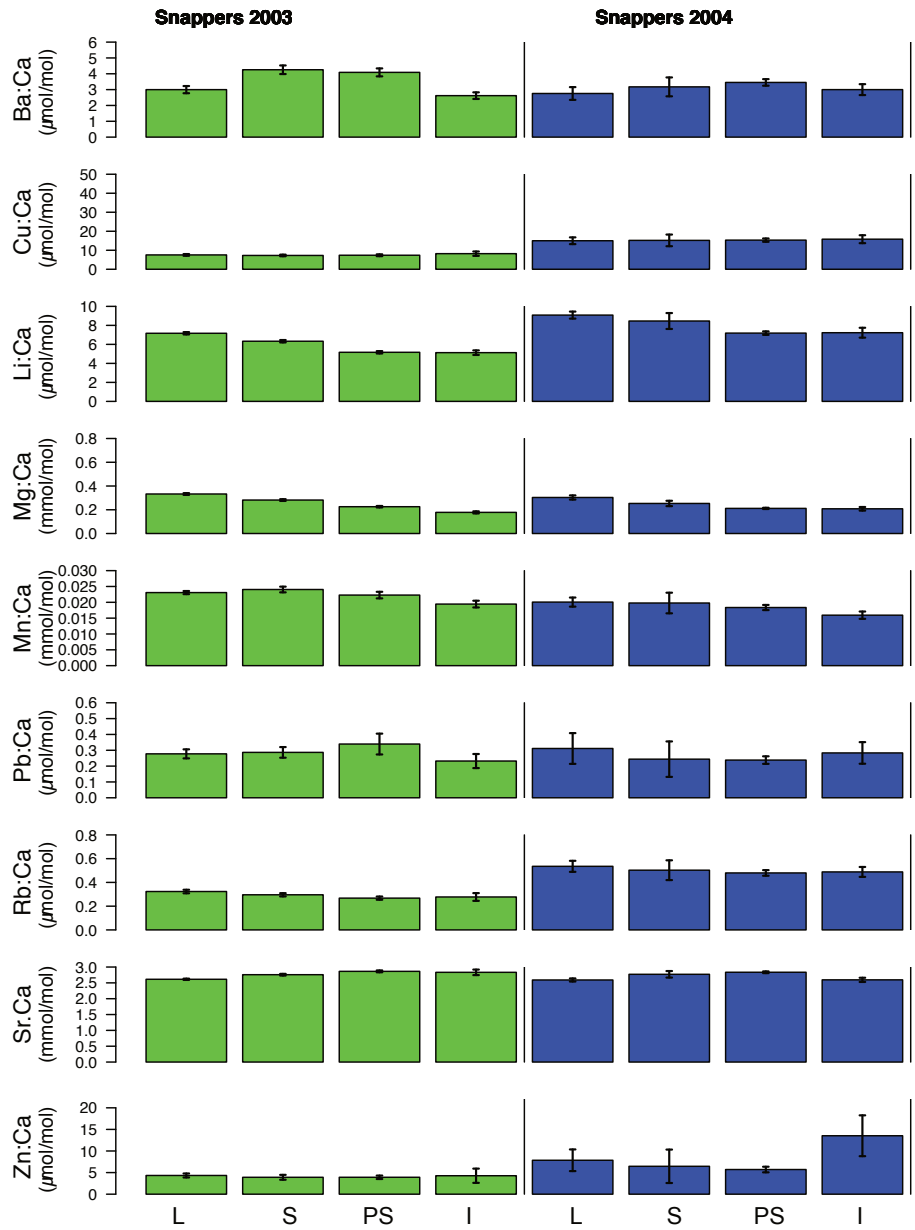 Snappers 2003 Snappers 2004
Ba:Ca
(µmol/mol)
6
5
4
3
2
1
0
Cu:Ca
(µmol/mol)
50
40
30
20
10
0
Li:Ca
(µmol/mol)
10
8
6
4
2
0
Mg:Ca
(mmol/mol)
0.8
0.6
0.4
0.2
0.0
Mn:Ca
(mmol/mol)
0.030
0.025
0.020
0.015
0.010
0.005
0.000
Pb:Ca
(µmol/mol)
0.6
0.5
0.4
0.3
0.2
0.1
0.0
Rb:Ca
(µmol/mol)
0.8
0.6
0.4
0.2
0.0
Sr.Ca
(mmol/mol)
3.0
2.5
2.0
1.5
1.0
0.5
0.0
Zn:Ca
(µmol/mol)
20
15
10
5
0
L S PS I L S PS I